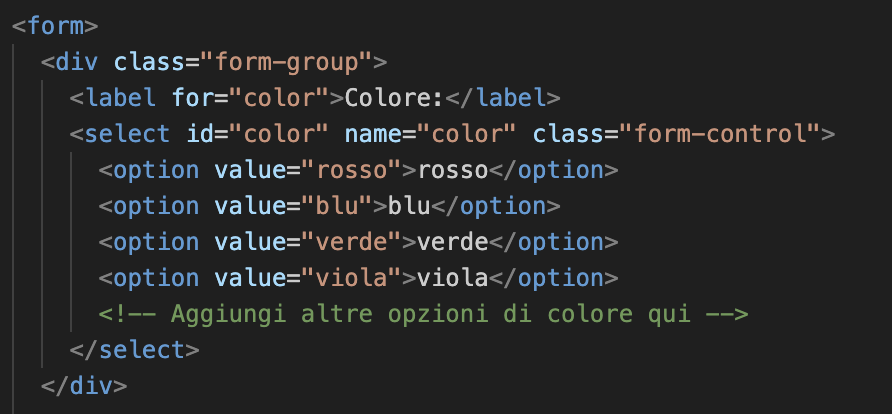 <form>
<div class="form-group">
<label for="color">Colore:</label>
<select id="color" name="color" class="form-control">
<option value="rosso">rosso</option>
<option value="blu">blu</option>
<option value="verde">verde</option>
<option value="viola">viola</option>
<!-- Aggiungi altre opzioni di colore qui -->
</select>
</div>